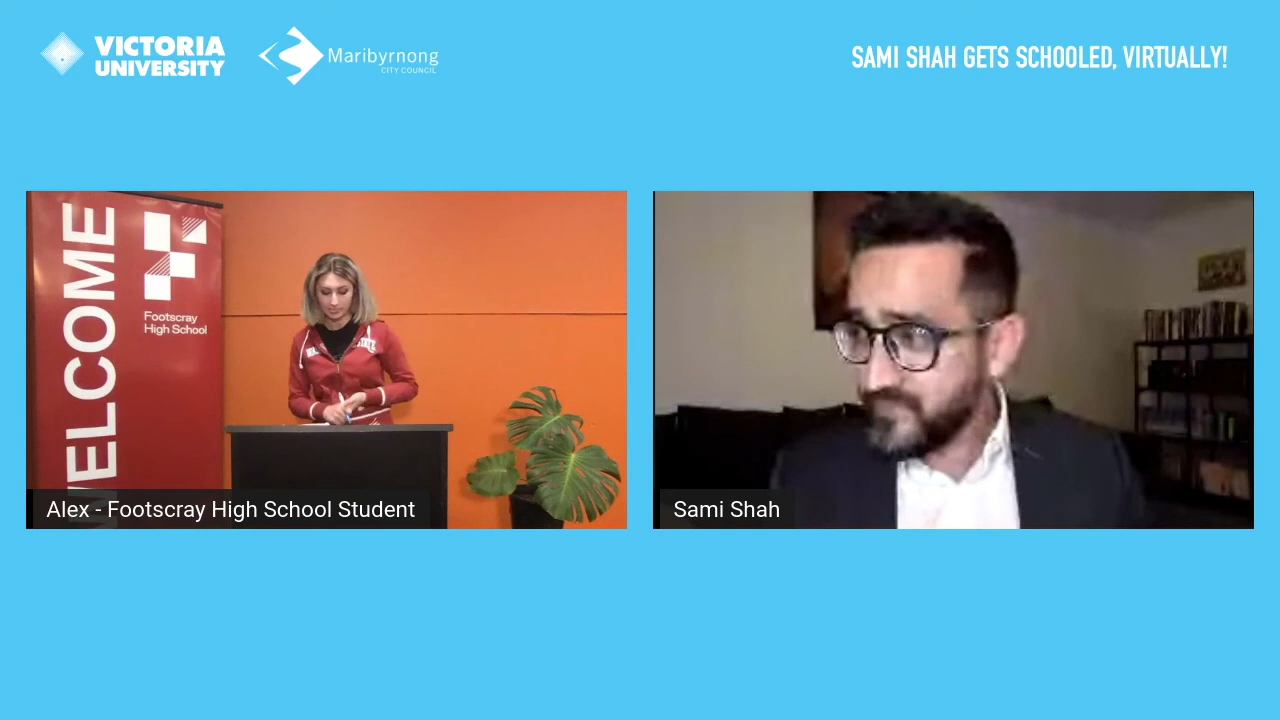 VICTORIA
UNIVERSITY
Maribyrnong
CITY COUNCIL
SAMI SHAH GETS SCHOOLED, VIRTUALLY!
WELCOME
Footscray
High School
Alex - Footscray High School Student
Sami Shah